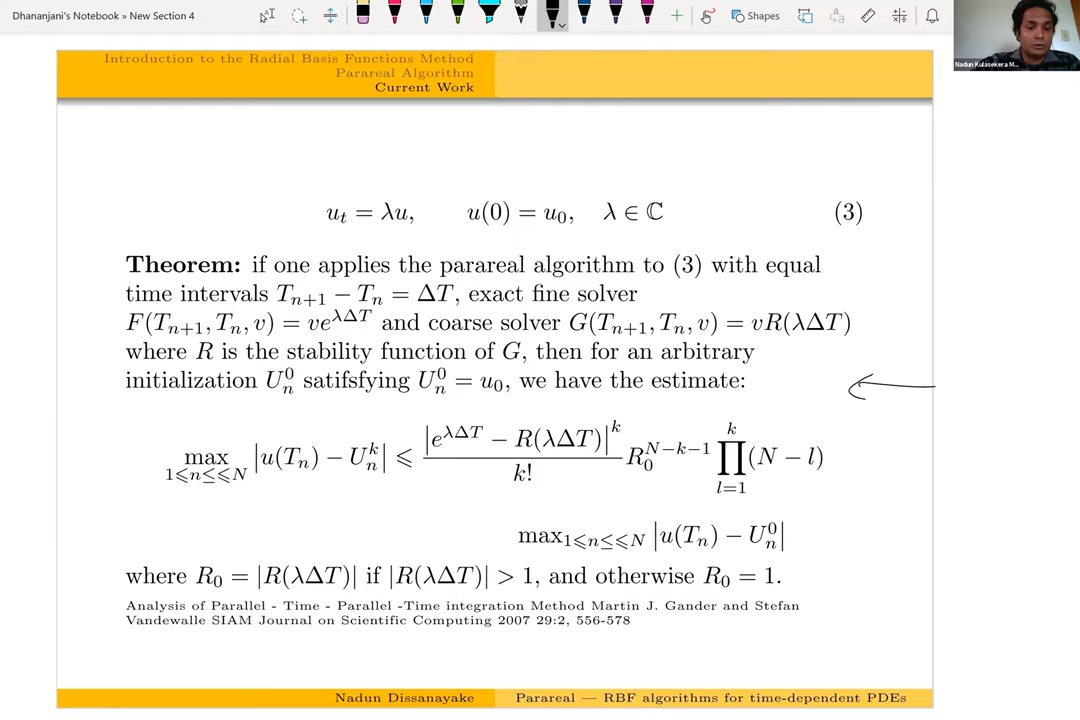 Dhananjani's Notebook » New Section 4
Shapes
Nadun Kulasekera M...
Introduction to the Radial Basis Functions Method
Parareal Algorithm
Current Work
u_t = λu, u(0) = u_0, λ ∈ ℂ (3)
Theorem: if one applies the parareal algorithm to (3) with equal
time intervals T_{n+1} − T_n = ΔT, exact fine solver
F(T_{n+1}, T_n, v) = ve^{λΔT} and coarse solver G(T_{n+1}, T_n, v) = vR(λΔT)
where R is the stability function of G, then for an arbitrary
initialization U_n^0 satifsfying U_n^0 = u_0, we have the estimate:
max_{1⩽n≤⩽N} |u(T_n) − U_n^k| ⩽ \frac{|e^{λΔT} − R(λΔT)|^k}{k!} R_0^{N−k−1} ∏_{l=1}^{k} (N − l)
max_{1⩽n≤⩽N} |u(T_n) − U_n^0|
where R_0 = |R(λΔT)| if |R(λΔT)| > 1, and otherwise R_0 = 1.
Analysis of Parallel - Time - Parallel -Time integration Method Martin J. Gander and Stefan
Vandewalle SIAM Journal on Scientific Computing 2007 29:2, 556-578
Nadun Dissanayake Parareal — RBF algorithms for time-dependent PDEs